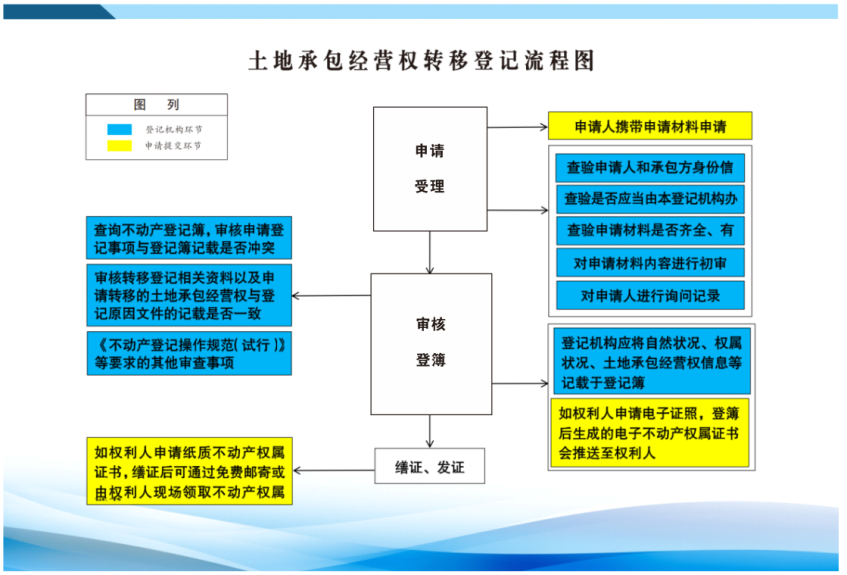 土地承包经营权转移登记流程图
图 列
登记机构环节
申请提交环节
申请
受理
申请人携带申请材料申请
查验申请人和承包方身份信
查验是否应当由本登记机构办
查验申请材料是否齐全、有
对申请材料内容进行初审
对申请人进行询问记录
查询不动产登记簿,审核申请登
记事项与登记簿记载是否冲突
审核转移登记相关资料以及申
请转移的土地承包经营权与登
记原因文件的记载是否一致
《不动产登记操作规范(试行)》
等要求的其他审查事项
审核
登簿
登记机构应将自然状况、权属
状况、土地承包经营权信息等
记载于登记簿
如权利人申请电子证照，登簿
后生成的电子不动产权属证书
会推送至权利人
缮证、发证
如权利人申请纸质不动产权属
证书,缮证后可通过免费邮寄或
由权利人现场领取不动产权属